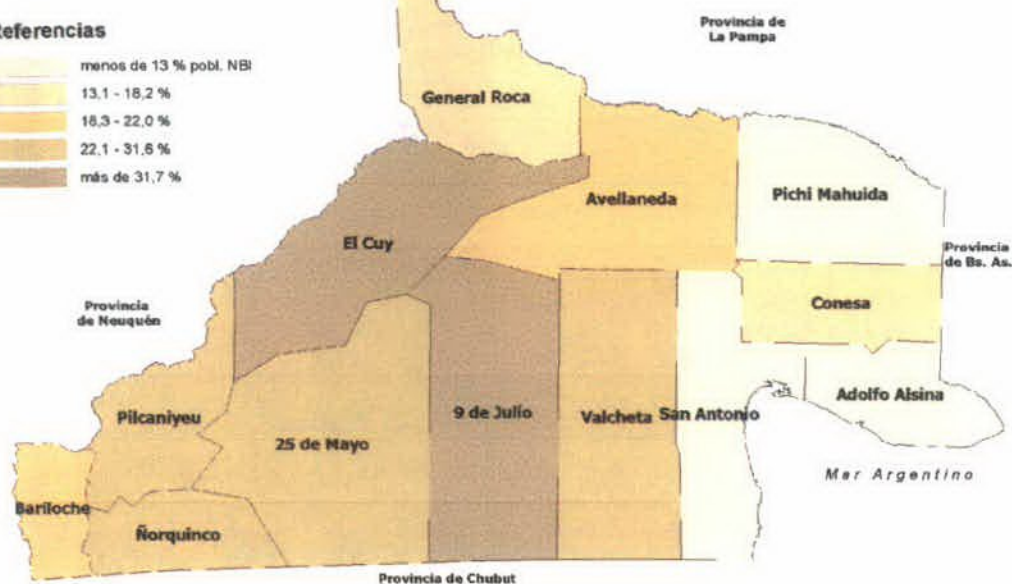 Referencias
menos de 13 % pobl. NBI
13,1 - 18,2 %
18,3 - 22,0 %
22,1 - 31,6 %
más de 31,7 %
Provincia de
La Pampa
General Roca
Avellaneda
Pichi Mahuida
El Cuy
Provincia
de Bs. As.
Provincia
de Neuquén
Conesa
Pilcaniyeu
25 de Mayo
9 de Julio
Valcheta
San Antonio
Adolfo Alsina
Mar Argentino
Bariloche
Ñorquinco
Provincia de Chubut